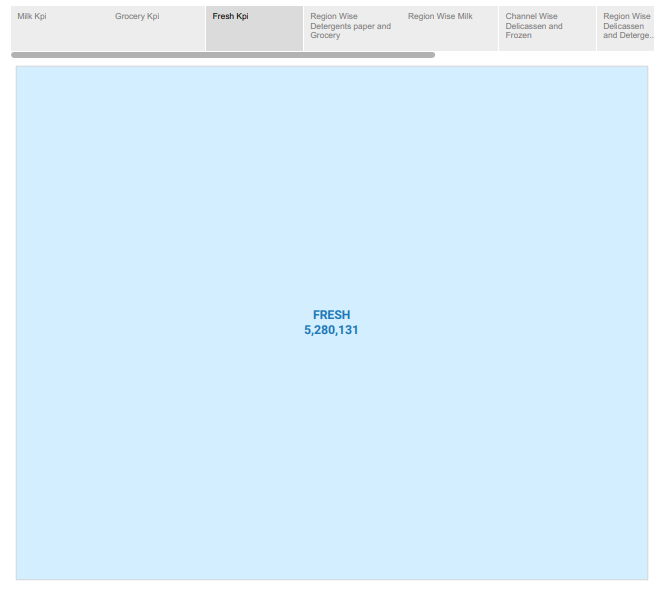 Milk Kpi
Grocery Kpi
Fresh Kpi
Region Wise
Detergents paper and
Grocery
Region Wise Milk
Channel Wise
Delicassen and
Frozen
Region Wise
Delicassen
and Deterge...
FRESH
5,280,131